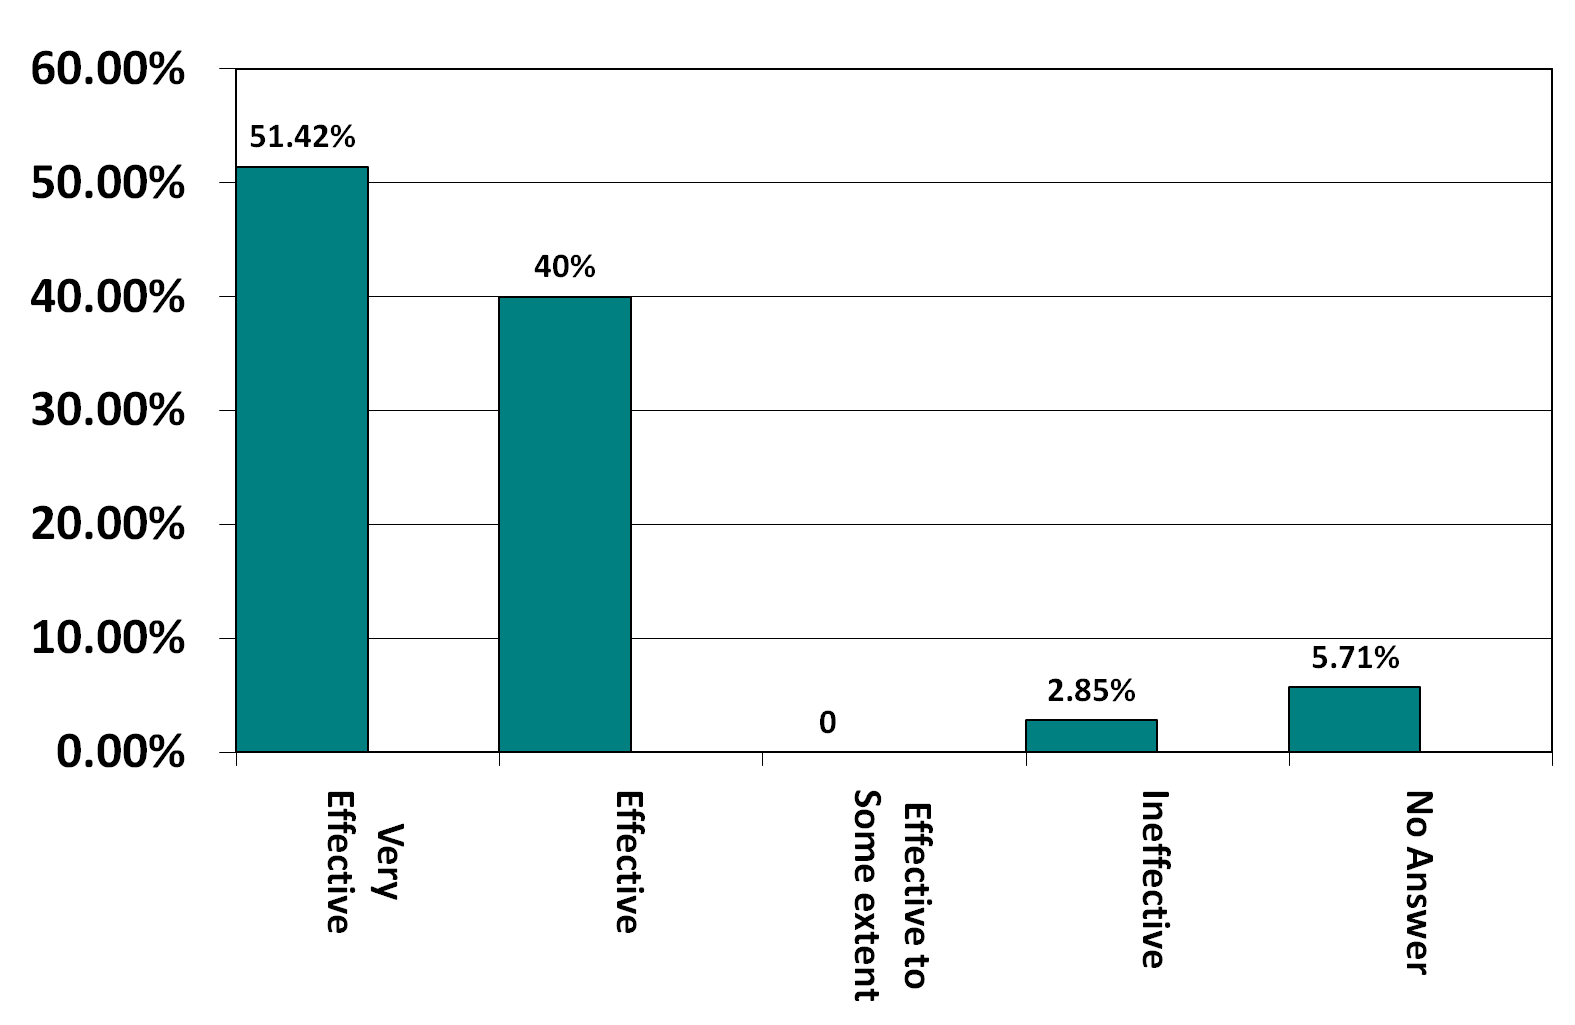 60.00%
50.00%
40.00%
30.00%
20.00%
10.00%
0.00%
51.42%
40%
0
2.85%
5.71%
Very
Effective
Effective
Effective to
Some extent
Ineffective
No Answer